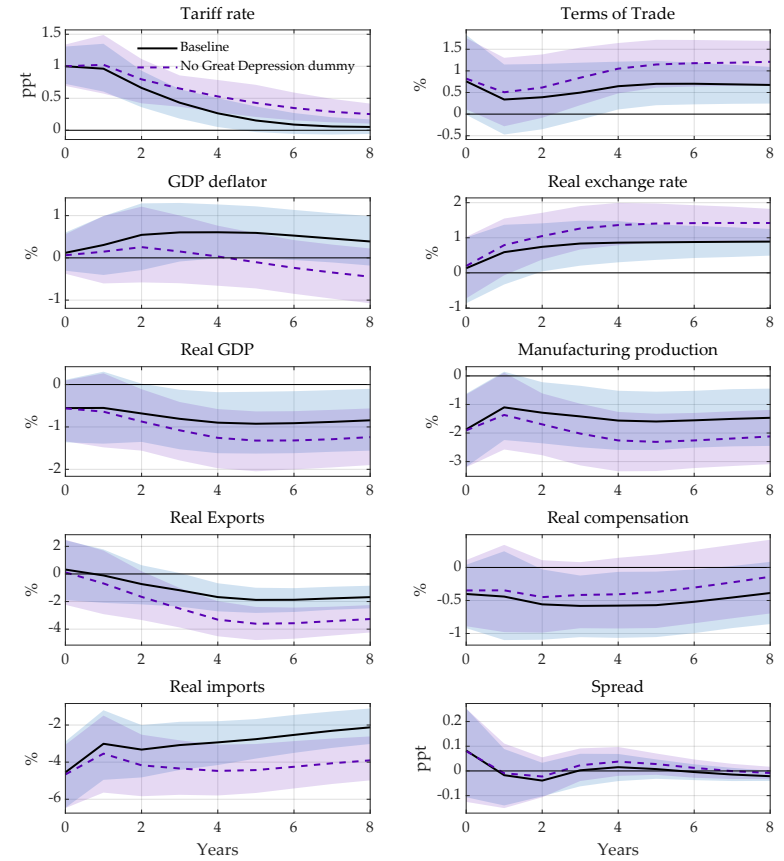 Tariff rate
ppt
1.5
1
0.5
0
Baseline
No Great Depression dummy
0 2 4 6 8
Terms of Trade
%
1.5
1
0.5
0
-0.5
0 2 4 6 8
GDP deflator
%
1
0
-1
0 2 4 6 8
Real exchange rate
%
2
1
0
-1
0 2 4 6 8
Real GDP
%
0
-1
-2
0 2 4 6 8
Manufacturing production
%
0
-1
-2
-3
0 2 4 6 8
Real Exports
%
2
0
-2
-4
0 2 4 6 8
Real compensation
%
0
-0.5
-1
0 2 4 6 8
Real imports
%
-2
-4
-6
0 2 4 6 8
Years
Spread
ppt
0.2
0.1
0
-0.1
0 2 4 6 8
Years